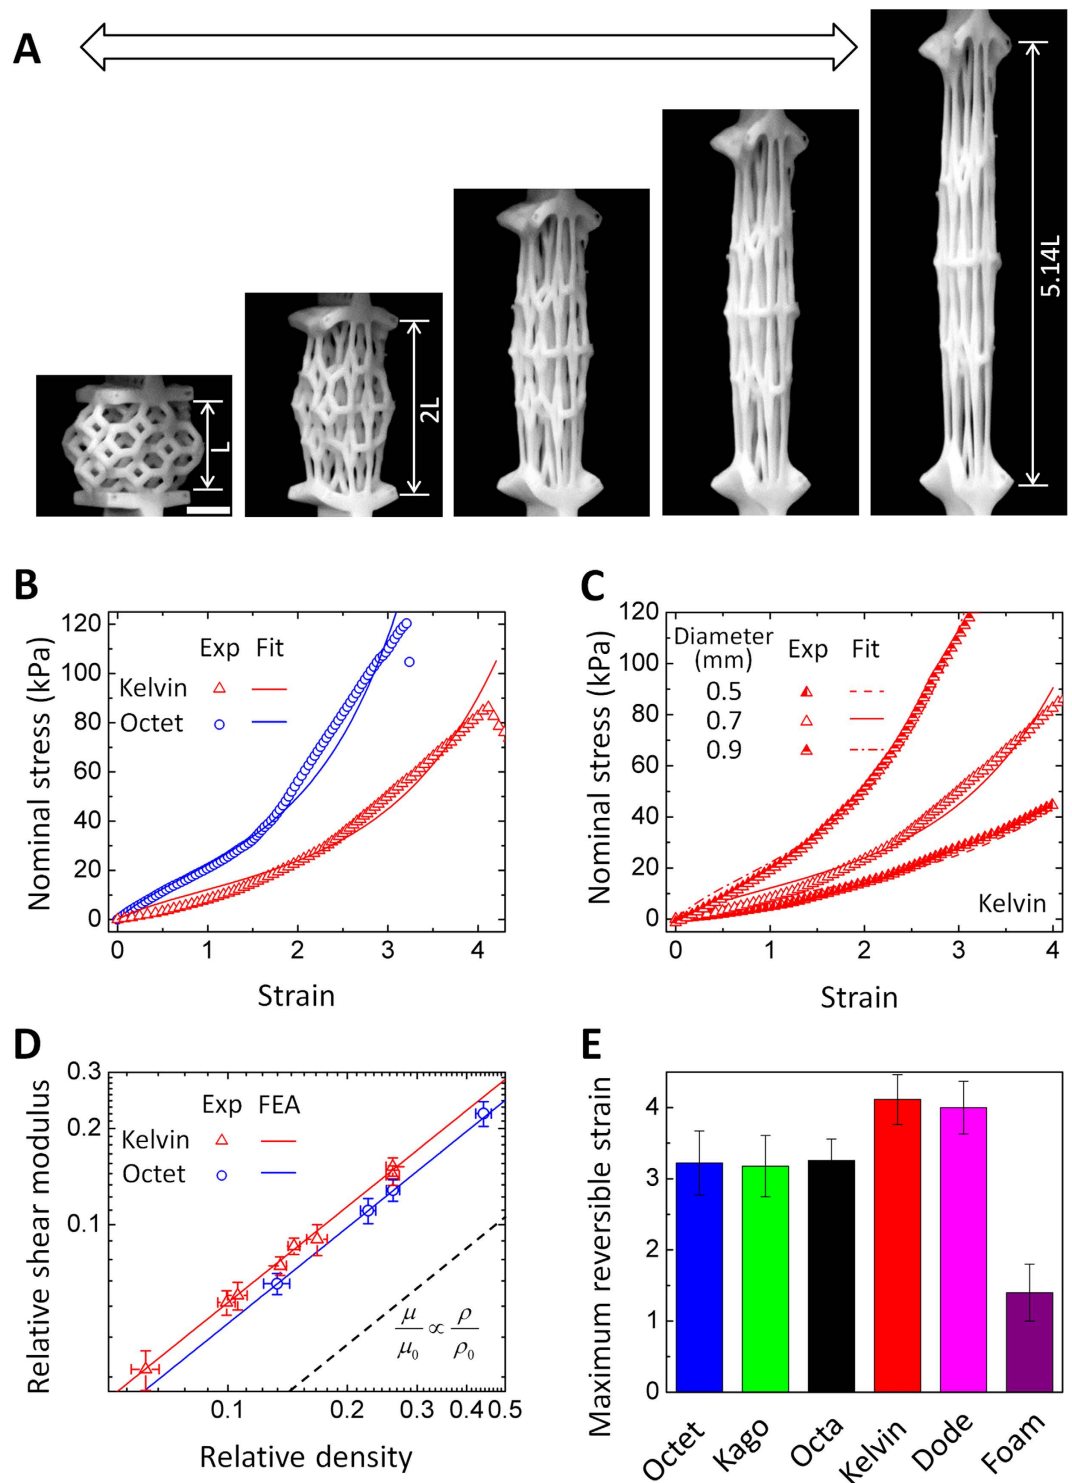 A
L
2L
5.14L
B
Nominal stress (kPa)
120
100
80
60
40
20
0
Exp Fit
Kelvin
Octet
0 1 2 3 4
Strain
C
Nominal stress (kPa)
120
100
80
60
40
20
0
Diameter (mm) Exp Fit
0.5
0.7
0.9
Kelvin
0 1 2 3 4
Strain
D
Relative shear modulus
0.3
0.2
0.1
Exp FEA
Kelvin
Octet
μ/μ₀ ∝ ρ/ρ₀
0.1 0.2 0.3 0.4 0.5
Relative density
E
Maximum reversible strain
4
3
2
1
0
Octet Kago Octa Kelvin Dode Foam